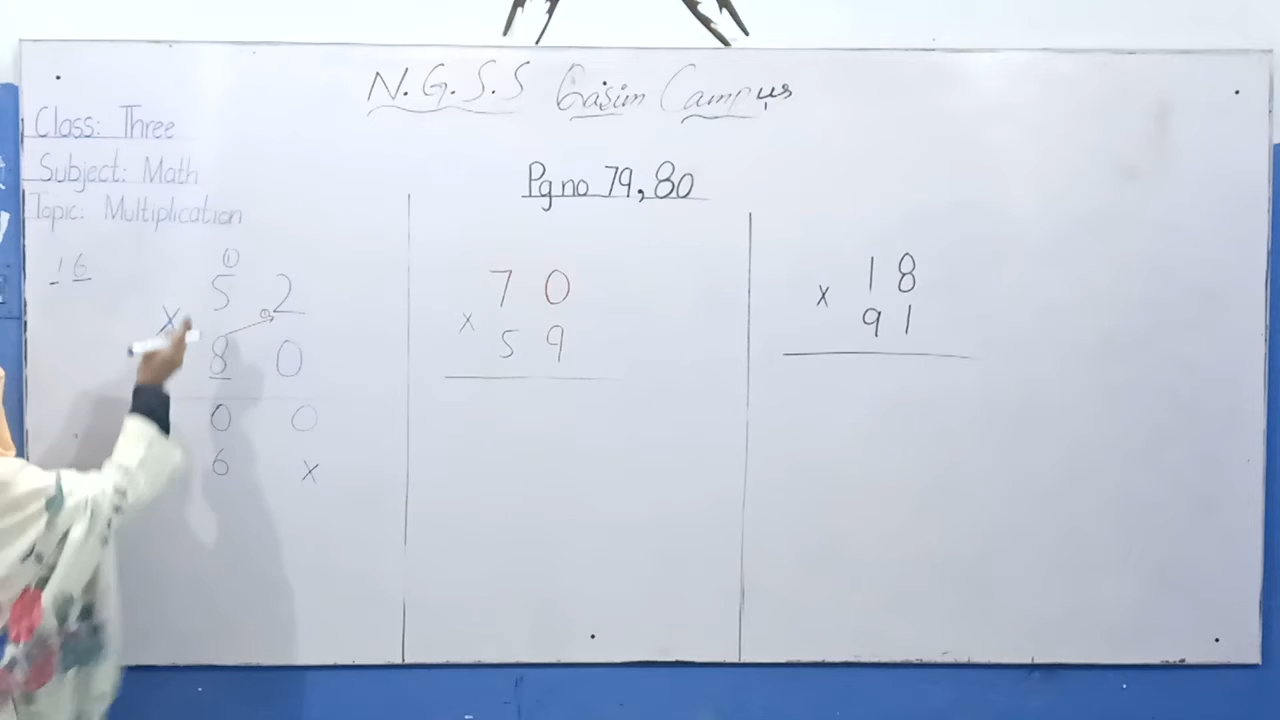 N.G.S.S Gasim Campus
Class: Three
Subject: Math
Topic: Multiplication
Pg no 79,80
16
1
5 2
x
1
8 0
0 0
6 x
7 0
x
5 9
1 8
x
9 1